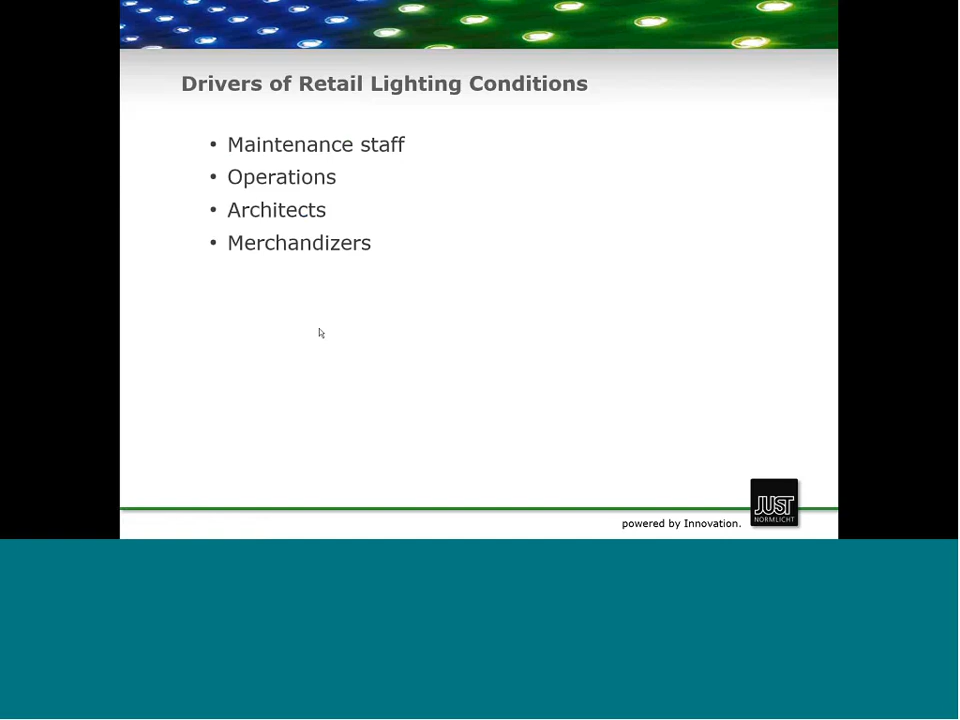 Drivers of Retail Lighting Conditions
• Maintenance staff
• Operations
• Architects
• Merchandizers
JUST
NORMLICHT
powered by Innovation.